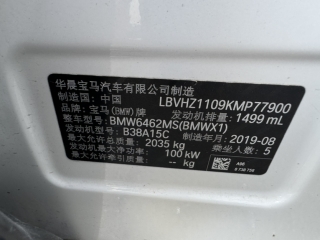 华晨宝马汽车有限公司制造
制造国：中国 LBVHZ1109KMP77900
品牌：宝马(BMW)牌 发动机排量：1499 mL
整车型号：BMW6462MS(BMWX1)
发动机型号：B38A15C 制造年月：2019-08
最大允许总质量：2035 kg 乘坐人数：5
发动机最大净功率：100 kW
最大允许牵引质量：--- kg